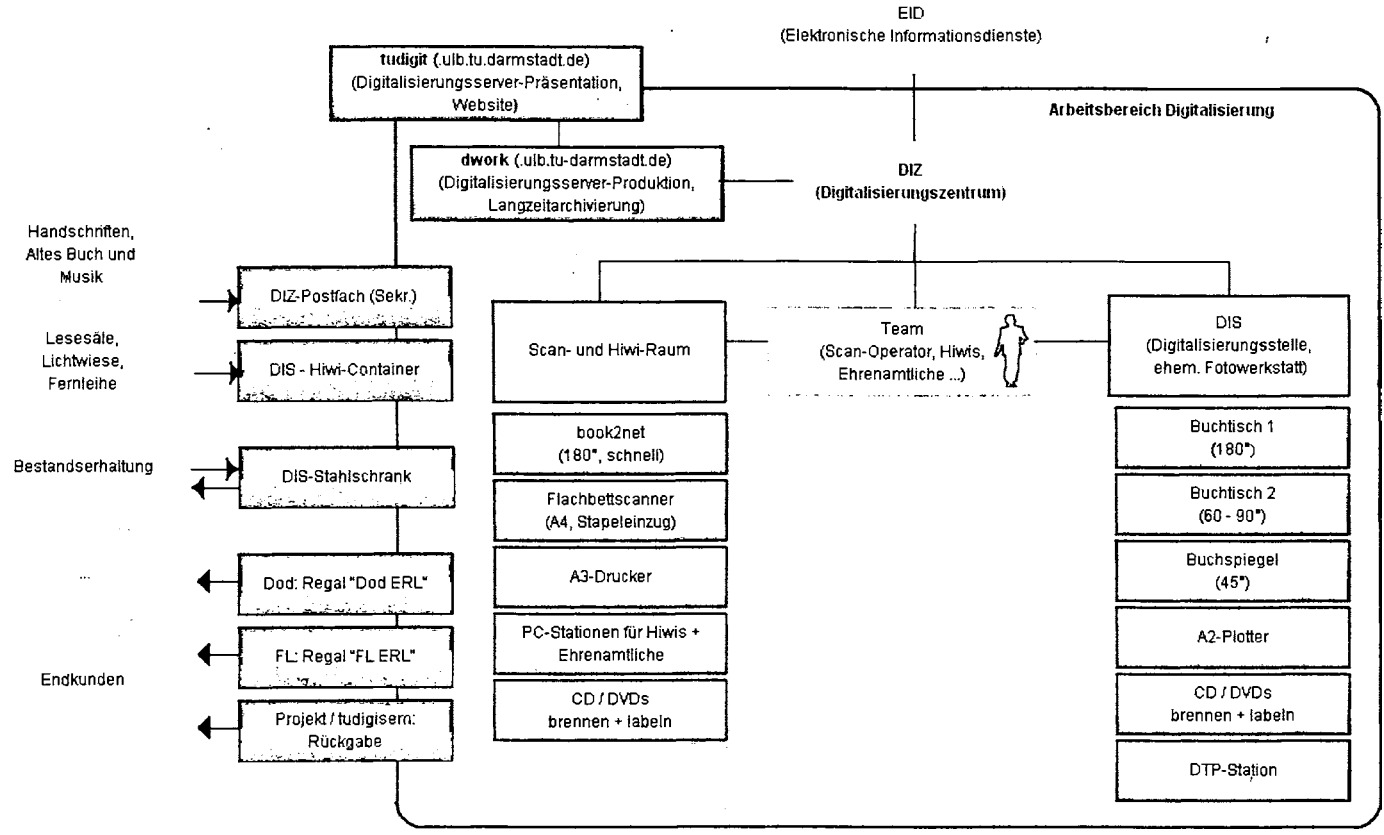 EID
(Elektronische Informationsdienste)
tudigit (.ulb.tu.darmstadt.de)
(Digitalisierungsserver-Präsentation,
Website)
Arbeitsbereich Digitalisierung
dwork (.ulb.tu-darmstadt.de)
(Digitalisierungsserver-Produktion,
Langzeitarchivierung)
DIZ
(Digitalisierungszentrum)
Handschriften,
Altes Buch und
Musik
DIZ-Postfach (Sekr.)
Lesesäle,
Lichtwiese,
Fernleihe
DIS - Hiwi-Container
Bestandserhaltung
DIS-Stahlschrank
...
Dod: Regal "Dod ERL"
FL: Regal "FL ERL"
Endkunden
Projekt / tudigisern:
Rückgabe
Scan- und Hiwi-Raum
book2net
(180°, schnell)
Flachbettscanner
(A4, Stapeleinzug)
A3-Drucker
PC-Stationen für Hiwis +
Ehrenamtliche
CD / DVDs
brennen + labeln
Team
(Scan-Operator, Hiwis,
Ehrenamtliche ...)
DIS
(Digitalisierungsstelle,
ehem. Fotowerkstatt)
Buchtisch 1
(180°)
Buchtisch 2
(60 - 90°)
Buchspiegel
(45°)
A2-Plotter
CD / DVDs
brennen + labeln
DTP-Station